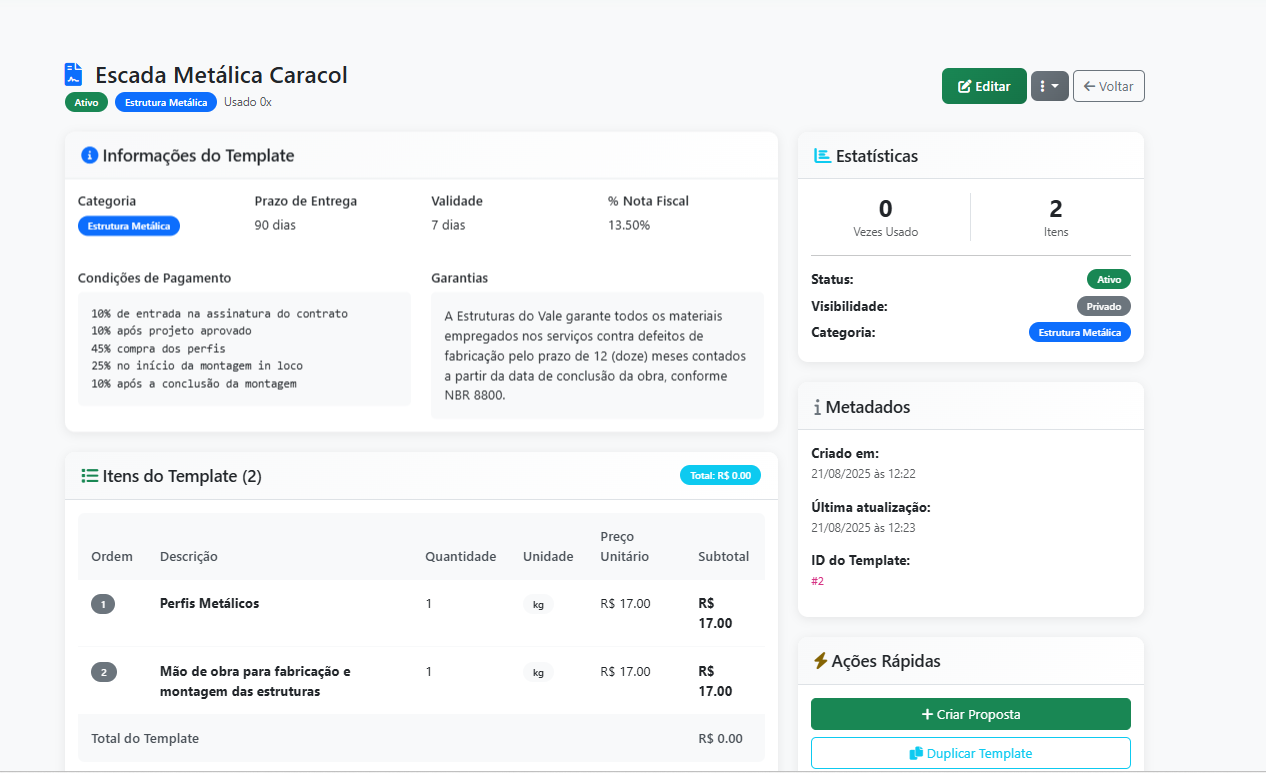 Escada Metálica Caracol
Ativo Estrutura Metálica Usado 0x
Editar
Voltar
Informações do Template
Categoria Prazo de Entrega Validade % Nota Fiscal
Estrutura Metálica 90 dias 7 dias 13.50%
Condições de Pagamento
10% de entrada na assinatura do contrato
10% após projeto aprovado
45% compra dos perfis
25% no início da montagem in loco
10% após a conclusão da montagem
Garantias
A Estruturas do Vale garante todos os materiais
empregados nos serviços contra defeitos de
fabricação pelo prazo de 12 (doze) meses contados
a partir da data de conclusão da obra, conforme
NBR 8800.
Itens do Template (2) Total: R$ 0.00
Ordem Descrição Quantidade Unidade Preço
Unitário Subtotal
1 Perfis Metálicos 1 kg R$ 17.00 R$
17.00
2 Mão de obra para fabricação e 1 kg R$ 17.00 R$
montagem das estruturas 17.00
Total do Template R$ 0.00
Estatísticas
0 2
Vezes Usado Itens
Status: Ativo
Visibilidade: Privado
Categoria: Estrutura Metálica
Metadados
Criado em:
21/08/2025 às 12:22
Última atualização:
21/08/2025 às 12:23
ID do Template:
#2
Ações Rápidas
Criar Proposta
Duplicar Template